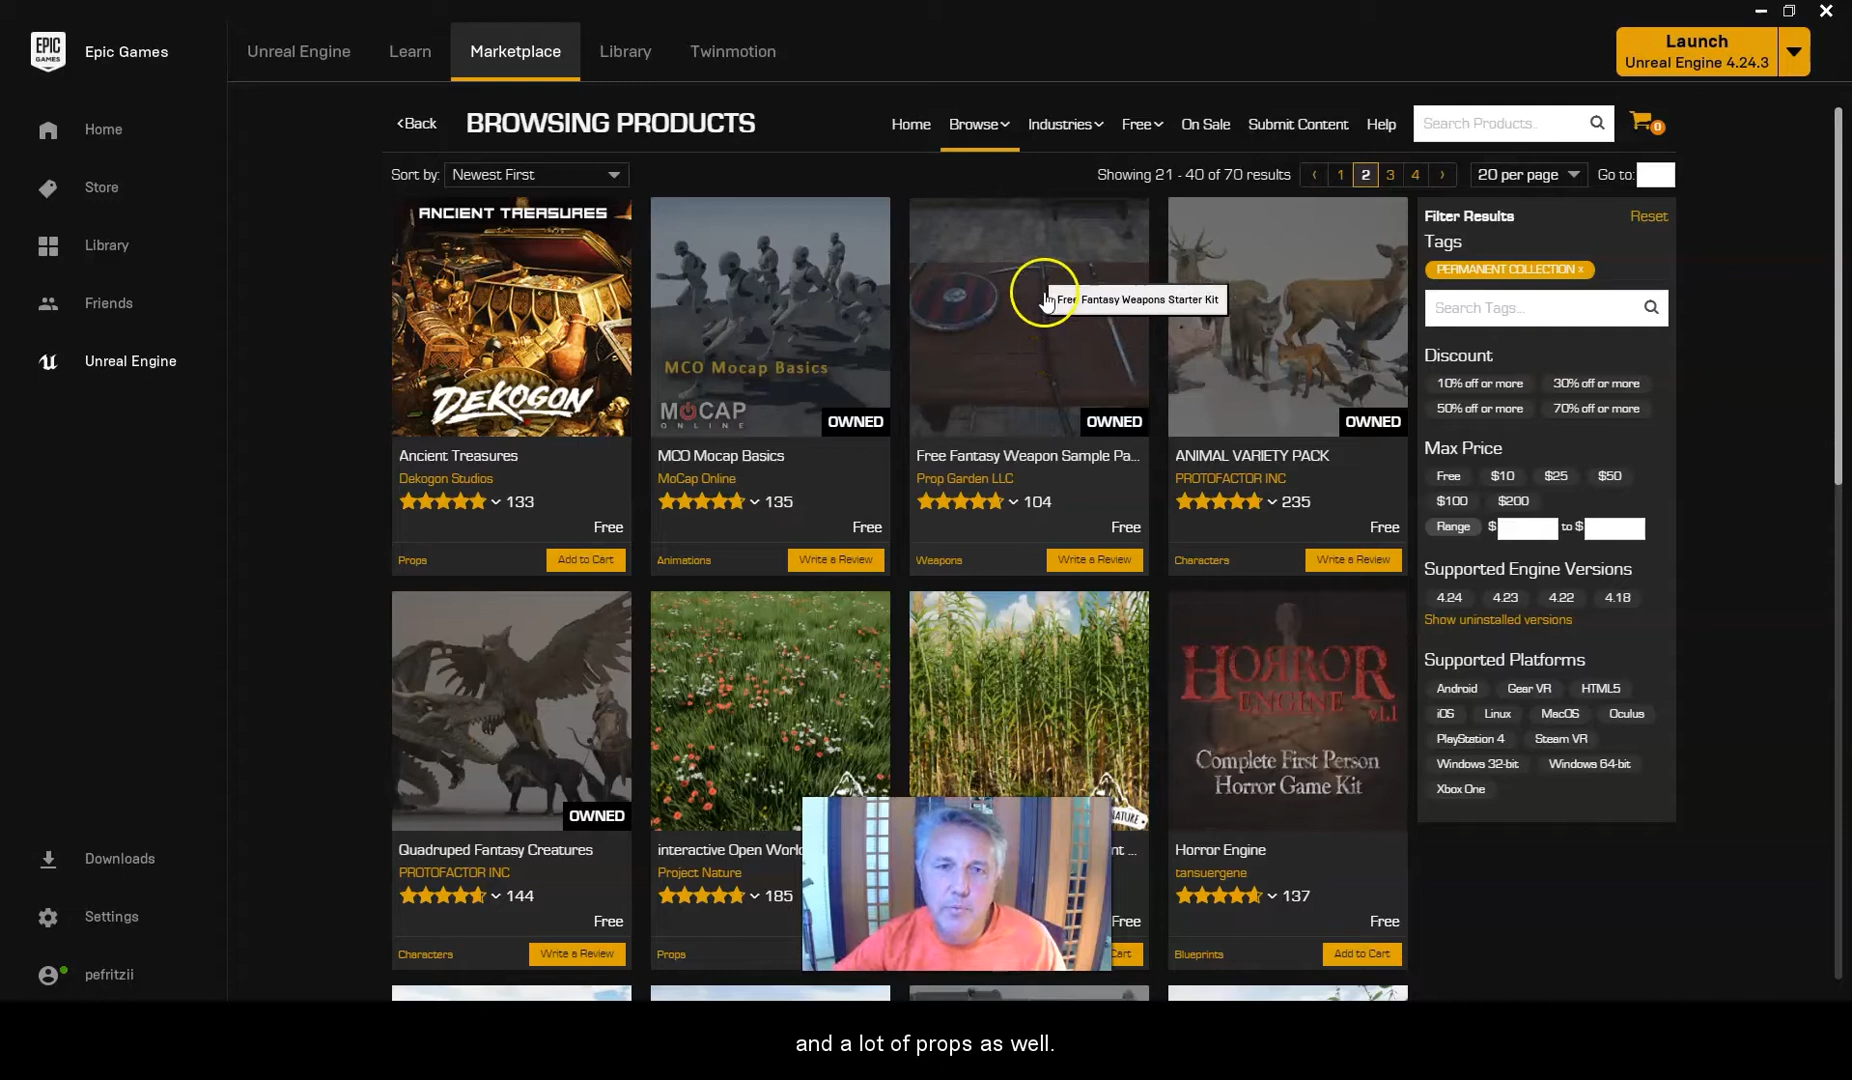 EPIC GAMES
Epic Games
Unreal Engine
Learn
Marketplace
Library
Twinmotion
Launch
Unreal Engine 4.24.3
Home
Store
Library
Friends
Unreal Engine
Downloads
Settings
pefritzii
<Back
BROWSING PRODUCTS
Home
Browse
Industries
Free
On Sale
Submit Content
Help
Search Products..
0
Sort by:
Newest First
Showing 21 - 40 of 70 results
1
2
3
4
20 per page
Go to:
ANCIENT TREASURES
DEKOGON
Ancient Treasures
Dekogon Studios
133
Free
Props
Add to Cart
MCO Mocap Basics
MOCAP
ONLINE
OWNED
MCO Mocap Basics
MoCap Online
135
Free
Animations
Write a Review
Free Fantasy Weapons Starter Kit
OWNED
Free Fantasy Weapon Sample Pa...
Prop Garden LLC
104
Free
Weapons
Write a Review
OWNED
ANIMAL VARIETY PACK
PROTOFACTOR INC
235
Free
Characters
Write a Review
OWNED
Quadruped Fantasy Creatures
PROTOFACTOR INC
144
Free
Characters
Write a Review
interactive Open World
Project Nature
185
Props
NATURE
nt ...
Free
Cart
HORROR
ENGINE
v1.1
Complete First Person
Horror Game Kit
Horror Engine
tansuergene
137
Free
Blueprints
Add to Cart
Filter Results
Reset
Tags
PERMANENT COLLECTION x
Search Tags...
Discount
10% off or more
30% off or more
50% off or more
70% off or more
Max Price
Free
$10
$25
$50
$100
$200
Range
$
to $
Supported Engine Versions
4.24
4.23
4.22
4.18
Show uninstalled versions
Supported Platforms
Android
Gear VR
HTML5
iOS
Linux
MacOS
Oculus
PlayStation 4
Steam VR
Windows 32-bit
Windows 64-bit
Xbox One
and a lot of props as well.